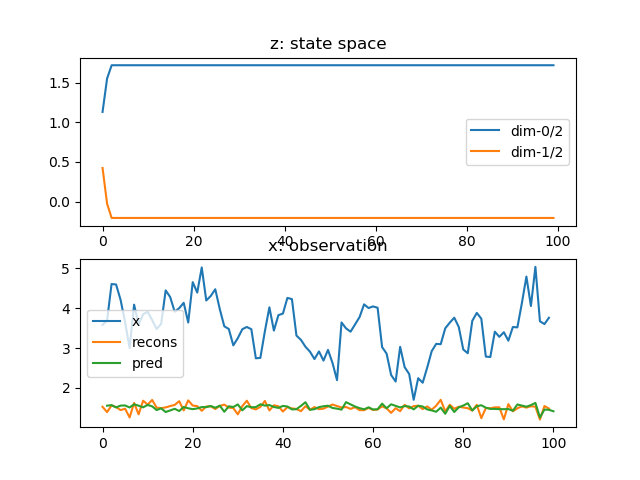 z: state space
1.5
1.0
0.5
0.0
dim-0/2
dim-1/2
0 20 40 60 80 100
x: observation
5
4
3
2
x
recons
pred
0 20 40 60 80 100